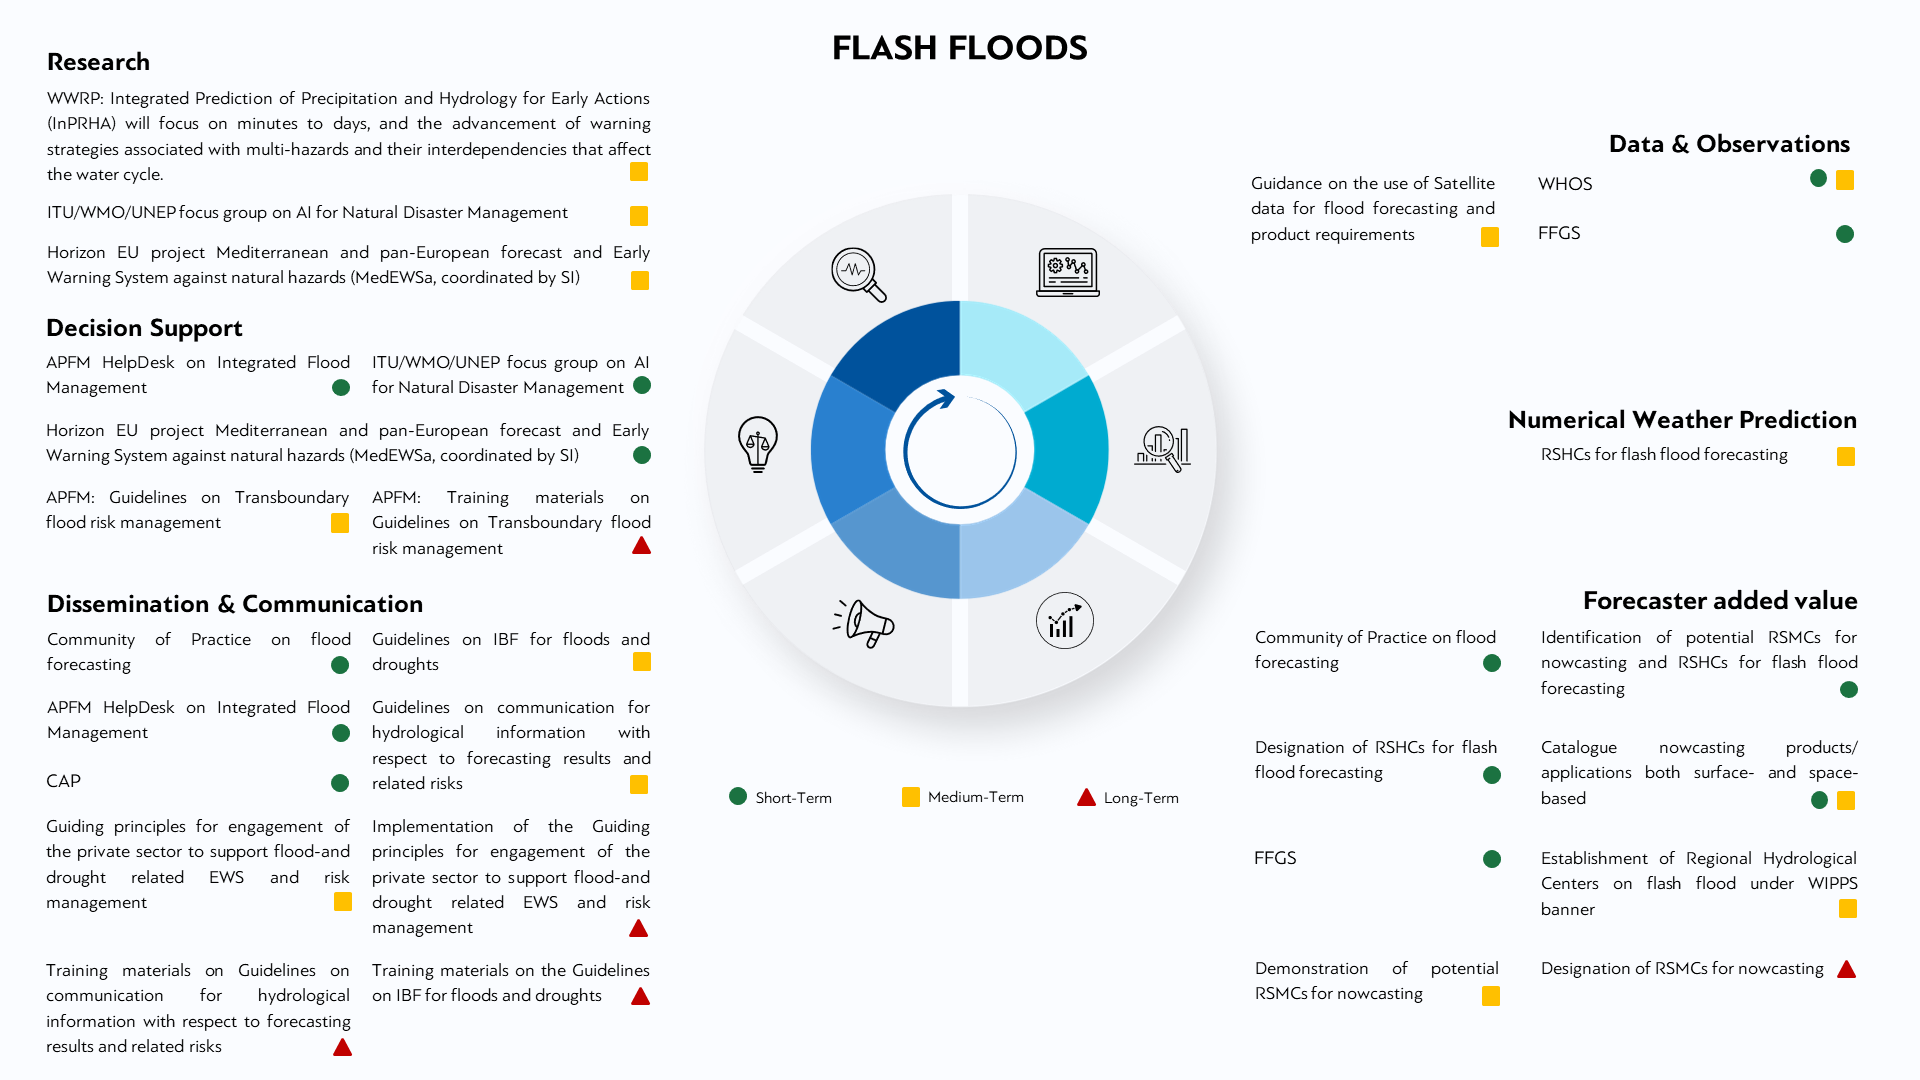 FLASH FLOODS
Research
WWRP: Integrated Prediction of Precipitation and Hydrology for Early Actions
(InPRHA) will focus on minutes to days, and the advancement of warning
strategies associated with multi-hazards and their interdependencies that affect
the water cycle.
ITU/WMO/UNEP focus group on AI for Natural Disaster Management
Horizon EU project Mediterranean and pan-European forecast and Early
Warning System against natural hazards (MedEWSa, coordinated by SI)
Decision Support
APFM HelpDesk on Integrated Flood
Management
ITU/WMO/UNEP focus group on AI
for Natural Disaster Management
Horizon EU project Mediterranean and pan-European forecast and Early
Warning System against natural hazards (MedEWSa, coordinated by SI)
APFM: Guidelines on Transboundary
flood risk management
APFM: Training materials on
Guidelines on Transboundary flood
risk management
Dissemination & Communication
Community of Practice on flood
forecasting
Guidelines on IBF for floods and
droughts
APFM HelpDesk on Integrated Flood
Management
CAP
Guidelines on communication for
hydrological information with
respect to forecasting results and
related risks
Guiding principles for engagement of
the private sector to support flood-and
drought related EWS and risk
management
Implementation of the Guiding
principles for engagement of the
private sector to support flood-and
drought related EWS and risk
management
Training materials on Guidelines on
communication for hydrological
information with respect to forecasting
results and related risks
Training materials on the Guidelines
on IBF for floods and droughts
Short-Term
Medium-Term
Long-Term
Data & Observations
Guidance on the use of Satellite
data for flood forecasting and
product requirements
WHOS
FFGS
Numerical Weather Prediction
RSHCs for flash flood forecasting
Forecaster added value
Community of Practice on flood
forecasting
Identification of potential RSMCs for
nowcasting and RSHCs for flash flood
forecasting
Designation of RSHCs for flash
flood forecasting
Catalogue nowcasting products/
applications both surface- and space-
based
FFGS
Establishment of Regional Hydrological
Centers on flash flood under WIPPS
banner
Demonstration of potential
RSMCs for nowcasting
Designation of RSMCs for nowcasting